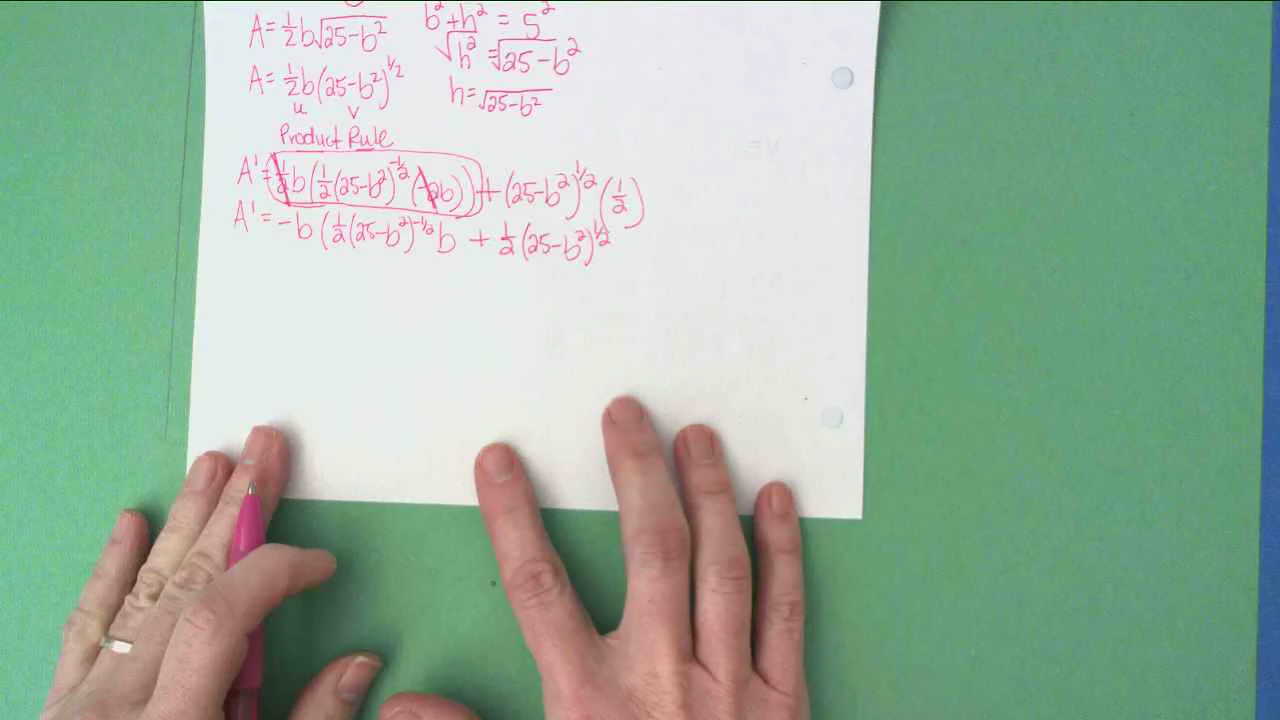 A = ½b√25-b²
b² + h² = 5²
√h² = √25-b²
A = ½b(25-b²)^1/2
h = √25-b²
u v
Product Rule
A' = ½b(½(25-b²)^-1/2(-2b)) + (25-b²)^1/2(½)
A' = -b(½(25-b²)^-1/2 b + ½(25-b²)^1/2